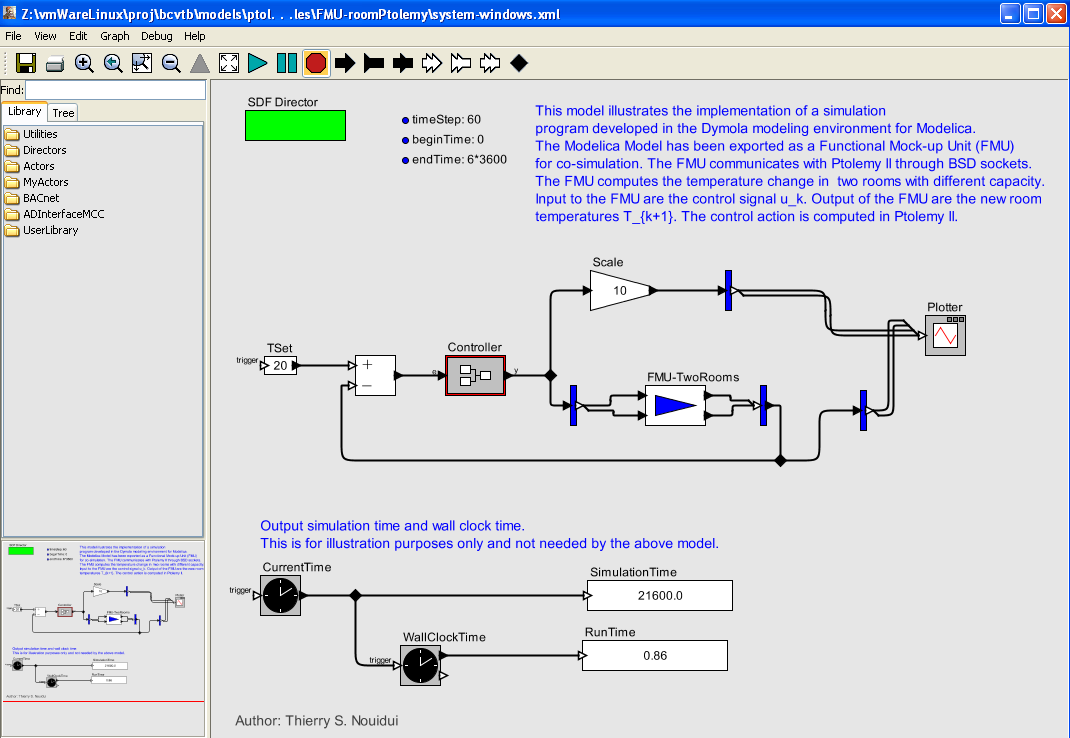 Z:\vmWareLinux\proj\bcvtb\models\ptol. . .les\FMU-roomPtolemy\system-windows.xml
File View Edit Graph Debug Help
Find:
Library Tree
Utilities
Directors
Actors
MyActors
BACnet
ADInterfaceMCC
UserLibrary
SDF Director
timeStep: 60
beginTime: 0
endTime: 6*3600
This model illustrates the implementation of a simulation
program developed in the Dymola modeling environment for Modelica.
The Modelica Model has been exported as a Functional Mock-up Unit (FMU)
for co-simulation. The FMU communicates with Ptolemy II through BSD sockets.
The FMU computes the temperature change in two rooms with different capacity.
Input to the FMU are the control signal u_k. Output of the FMU are the new room
temperatures T_{k+1}. The control action is computed in Ptolemy II.
Scale
10
Plotter
TSet
trigger
20
+
−
Controller
e
y
FMU-TwoRooms
Output simulation time and wall clock time.
This is for illustration purposes only and not needed by the above model.
CurrentTime
trigger
SimulationTime
21600.0
WallClockTime
trigger
RunTime
0.86
Author: Thierry S. Nouidui